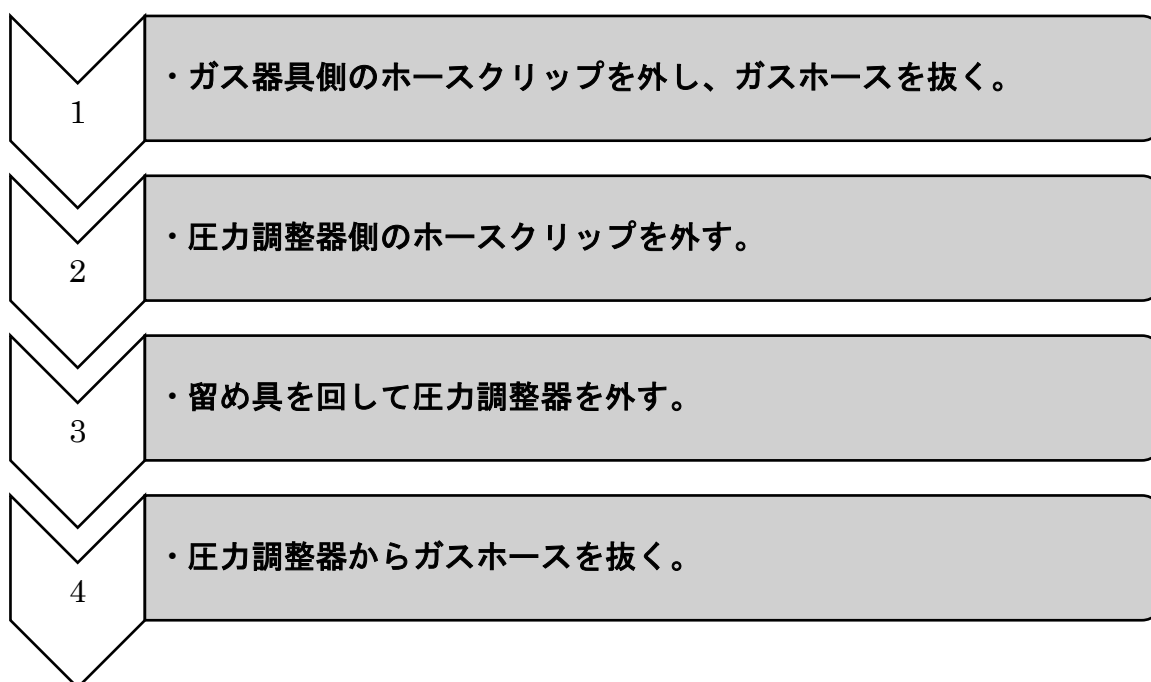 1
・ガス器具側のホースクリップを外し、ガスホースを抜く。
2
・圧力調整器側のホースクリップを外す。
3
・留め具を回して圧力調整器を外す。
4
・圧力調整器からガスホースを抜く。